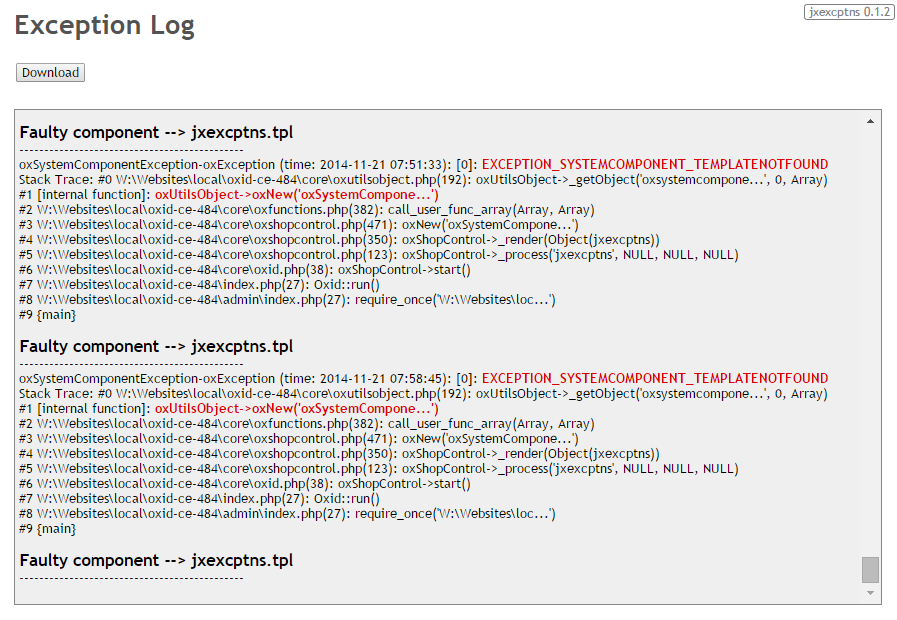 Exception Log
jxexcptns 0.1.2
Download
Faulty component --> jxexcptns.tpl
---------------------------------------------
oxSystemComponentException-oxException (time: 2014-11-21 07:51:33): [0]: EXCEPTION_SYSTEMCOMPONENT_TEMPLATENOTFOUND
Stack Trace: #0 W:\Websites\local\oxid-ce-484\core\oxutilsobject.php(192): oxUtilsObject->_getObject('oxsystemcompone...', 0, Array)
#1 [internal function]: oxUtilsObject->oxNew('oxSystemCompone...')
#2 W:\Websites\local\oxid-ce-484\core\oxfunctions.php(382): call_user_func_array(Array, Array)
#3 W:\Websites\local\oxid-ce-484\core\oxshopcontrol.php(471): oxNew('oxSystemCompone...')
#4 W:\Websites\local\oxid-ce-484\core\oxshopcontrol.php(350): oxShopControl->_render(Object(jxexcptns))
#5 W:\Websites\local\oxid-ce-484\core\oxshopcontrol.php(123): oxShopControl->_process('jxexcptns', NULL, NULL, NULL)
#6 W:\Websites\local\oxid-ce-484\core\oxid.php(38): oxShopControl->start()
#7 W:\Websites\local\oxid-ce-484\index.php(27): Oxid::run()
#8 W:\Websites\local\oxid-ce-484\admin\index.php(27): require_once('W:\Websites\loc...')
#9 {main}
Faulty component --> jxexcptns.tpl
---------------------------------------------
oxSystemComponentException-oxException (time: 2014-11-21 07:58:45): [0]: EXCEPTION_SYSTEMCOMPONENT_TEMPLATENOTFOUND
Stack Trace: #0 W:\Websites\local\oxid-ce-484\core\oxutilsobject.php(192): oxUtilsObject->_getObject('oxsystemcompone...', 0, Array)
#1 [internal function]: oxUtilsObject->oxNew('oxSystemCompone...')
#2 W:\Websites\local\oxid-ce-484\core\oxfunctions.php(382): call_user_func_array(Array, Array)
#3 W:\Websites\local\oxid-ce-484\core\oxshopcontrol.php(471): oxNew('oxSystemCompone...')
#4 W:\Websites\local\oxid-ce-484\core\oxshopcontrol.php(350): oxShopControl->_render(Object(jxexcptns))
#5 W:\Websites\local\oxid-ce-484\core\oxshopcontrol.php(123): oxShopControl->_process('jxexcptns', NULL, NULL, NULL)
#6 W:\Websites\local\oxid-ce-484\core\oxid.php(38): oxShopControl->start()
#7 W:\Websites\local\oxid-ce-484\index.php(27): Oxid::run()
#8 W:\Websites\local\oxid-ce-484\admin\index.php(27): require_once('W:\Websites\loc...')
#9 {main}
Faulty component --> jxexcptns.tpl
---------------------------------------------